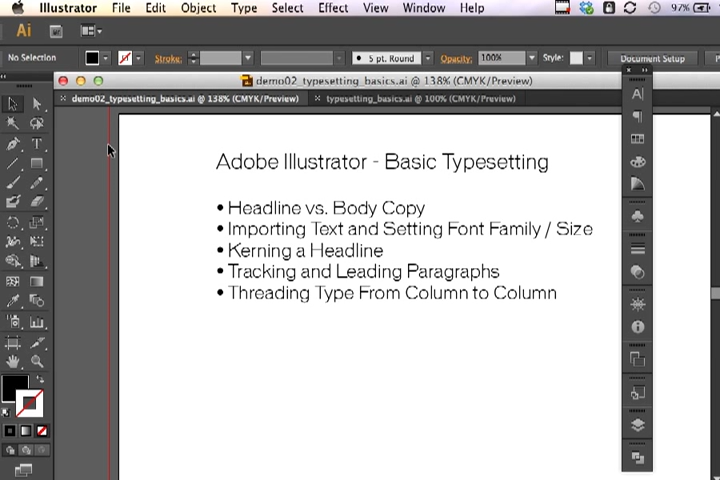 Illustrator File Edit Object Type Select Effect View Window Help 97%
Ai
No Selection Stroke: 5 pt. Round Opacity: 100% Style: Document Setup P
demo02_typesetting_basics.ai @ 138% (CMYK/Preview)
× demo02_typesetting_basics.ai @ 138% (CMYK/Preview) × typesetting_basics.ai @ 100% (CMYK/Preview)
Adobe Illustrator - Basic Typesetting
• Headline vs. Body Copy
• Importing Text and Setting Font Family / Size
• Kerning a Headline
• Tracking and Leading Paragraphs
• Threading Type From Column to Column